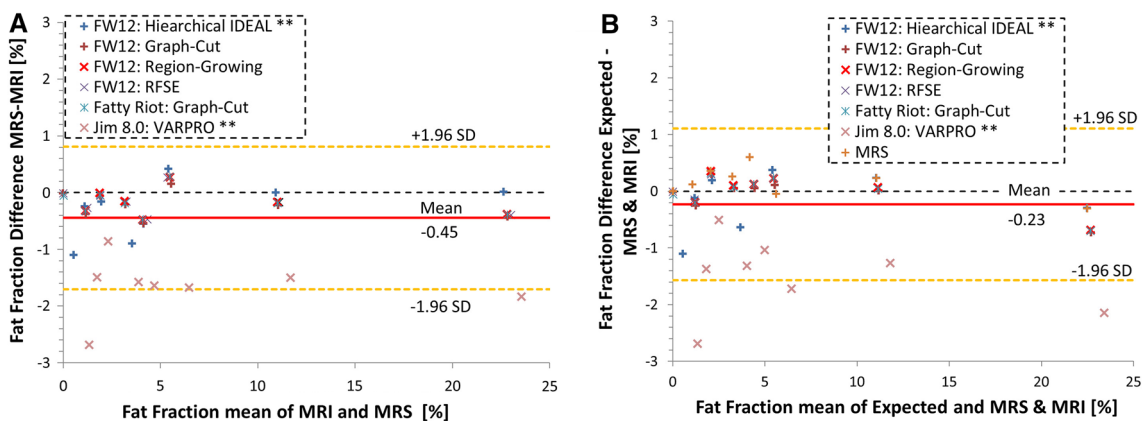 A
FW12: Hiearchical IDEAL **
FW12: Graph-Cut
FW12: Region-Growing
FW12: RFSE
Fatty Riot: Graph-Cut
Jim 8.0: VARPRO **
Fat Fraction Difference MRS-MRI [%]
3
2
1
0
-1
-2
-3
+1.96 SD
Mean
-0.45
-1.96 SD
0 5 10 15 20 25
Fat Fraction mean of MRI and MRS [%]
B
FW12: Hiearchical IDEAL **
FW12: Graph-Cut
FW12: Region-Growing
FW12: RFSE
Fatty Riot: Graph-Cut
Jim 8.0: VARPRO **
MRS
Fat Fraction Difference Expected -
MRS & MRI [%]
3
2
1
0
-1
-2
-3
+1.96 SD
Mean
-0.23
-1.96 SD
0 5 10 15 20 25
Fat Fraction mean of Expected and MRS & MRI [%]